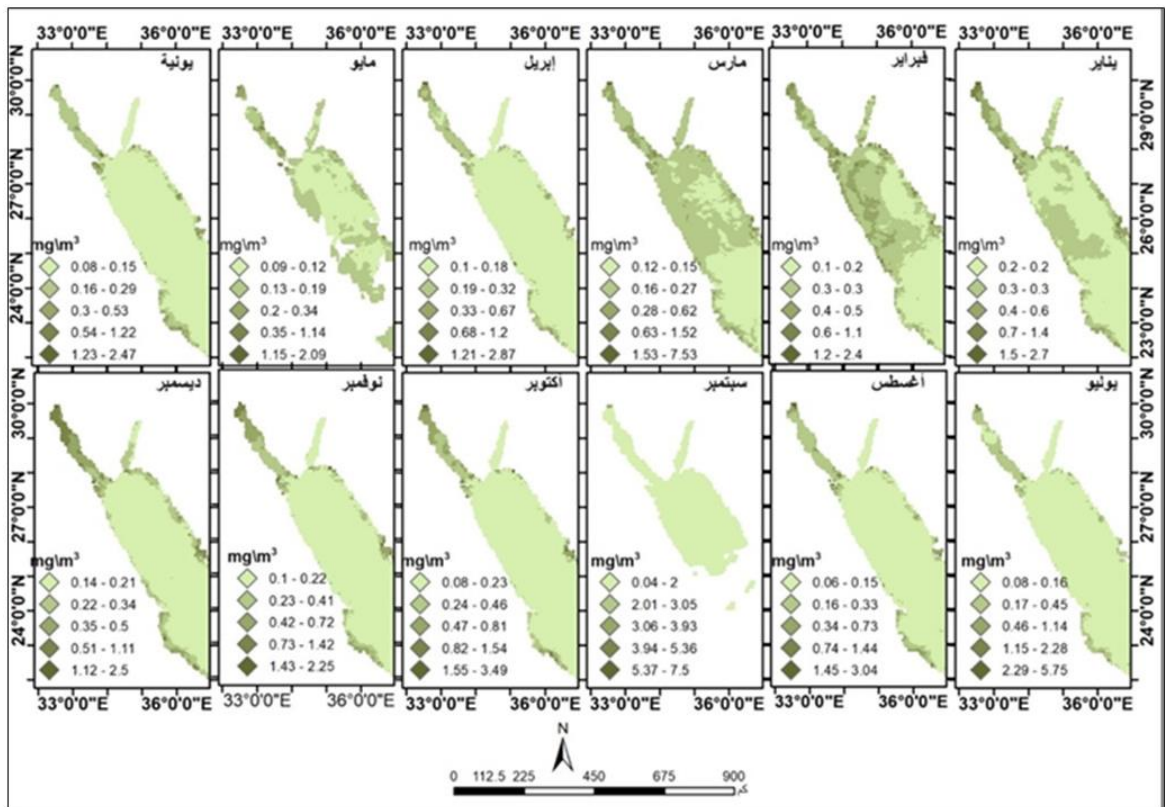 33°0'0"E 36°0'0"E 33°0'0"E 36°0'0"E 33°0'0"E 36°0'0"E 33°0'0"E 36°0'0"E 33°0'0"E 36°0'0"E 33°0'0"E 36°0'0"E
يناير
فبراير
مارس
إبريل
مايو
يونية
30°0'0"N
27°0'0"N
24°0'0"N
29°0'0"N
26°0'0"N
23°0'0"N
mg\m³
0.08 - 0.15
0.16 - 0.29
0.3 - 0.53
0.54 - 1.22
1.23 - 2.47
mg\m³
0.09 - 0.12
0.13 - 0.19
0.2 - 0.34
0.35 - 1.14
1.15 - 2.09
mg\m³
0.1 - 0.18
0.19 - 0.32
0.33 - 0.67
0.68 - 1.2
1.21 - 2.87
mg\m³
0.12 - 0.15
0.16 - 0.27
0.28 - 0.62
0.63 - 1.52
1.53 - 7.53
mg\m³
0.1 - 0.2
0.3 - 0.3
0.4 - 0.5
0.6 - 1.1
1.2 - 2.4
mg\m³
0.2 - 0.2
0.3 - 0.3
0.4 - 0.6
0.7 - 1.4
1.5 - 2.7
يوليو
اغسطس
سبتمبر
اكتوبر
نوفمبر
ديسمبر
30°0'0"N
27°0'0"N
24°0'0"N
30°0'0"N
27°0'0"N
24°0'0"N
mg\m³
0.14 - 0.21
0.22 - 0.34
0.35 - 0.5
0.51 - 1.11
1.12 - 2.5
mg\m³
0.1 - 0.22
0.23 - 0.41
0.42 - 0.72
0.73 - 1.42
1.43 - 2.25
mg\m³
0.08 - 0.23
0.24 - 0.46
0.47 - 0.81
0.82 - 1.54
1.55 - 3.49
mg\m³
0.04 - 2
2.01 - 3.05
3.06 - 3.93
3.94 - 5.36
5.37 - 7.5
mg\m³
0.06 - 0.15
0.16 - 0.33
0.34 - 0.73
0.74 - 1.44
1.45 - 3.04
mg\m³
0.08 - 0.16
0.17 - 0.45
0.46 - 1.14
1.15 - 2.28
2.29 - 5.75
33°0'0"E 36°0'0"E 33°0'0"E 36°0'0"E 33°0'0"E 36°0'0"E 33°0'0"E 36°0'0"E 33°0'0"E 36°0'0"E 33°0'0"E 36°0'0"E
N
0 112.5 225 450 675 900
كم